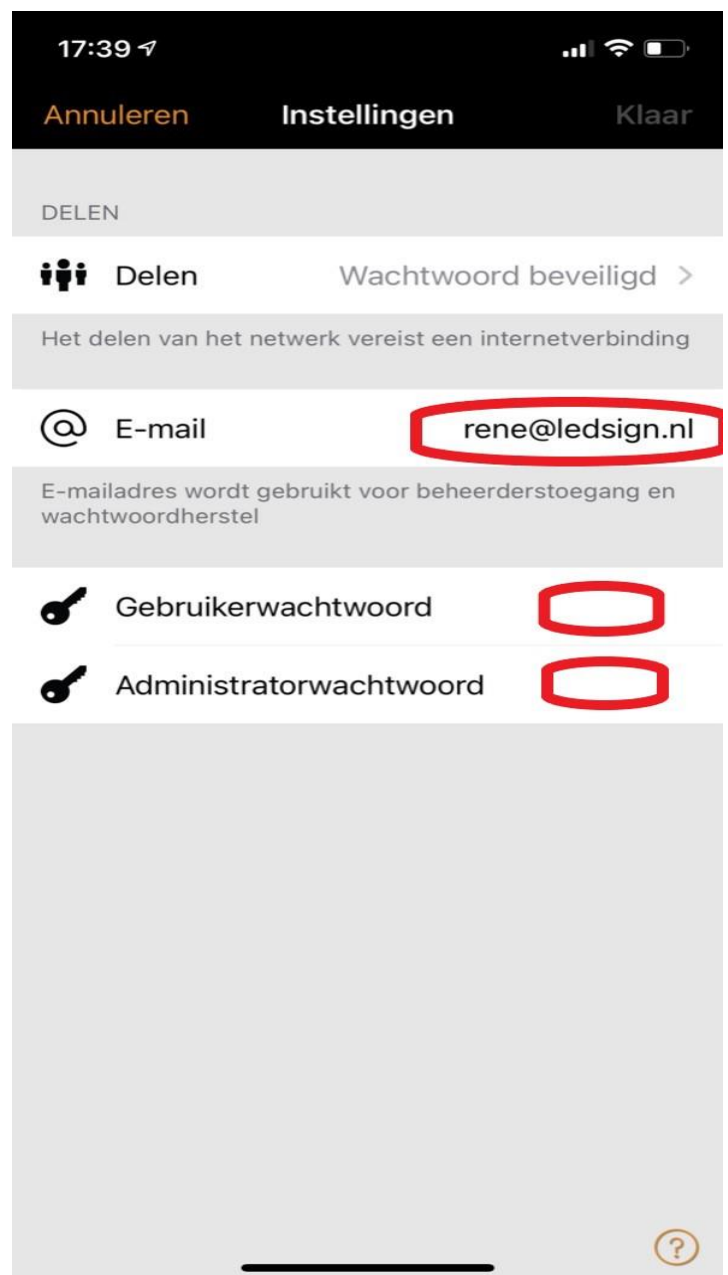 17:39
Annuleren Instellingen Klaar
DELEN
Delen Wachtwoord beveiligd >
Het delen van het netwerk vereist een internetverbinding
@ E-mail rene@ledsign.nl
E-mailadres wordt gebruikt voor beheerderstoegang en
wachtwoordherstel
Gebruikerwachtwoord
Administratorwachtwoord
?